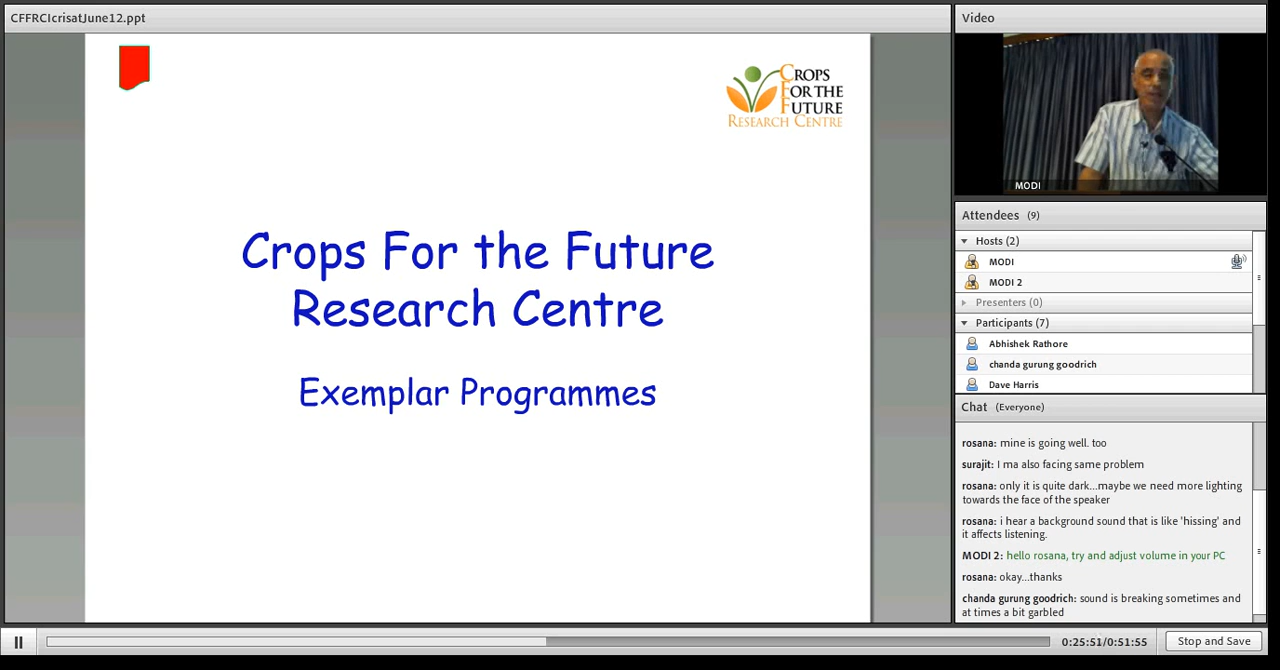 CFFRCIcrisatJune12.ppt
CROPS
FOR THE
FUTURE
RESEARCH CENTRE
Crops For the Future
Research Centre
Exemplar Programmes
Video
MODI
Attendees (9)
Hosts (2)
MODI
MODI 2
Presenters (0)
Participants (7)
Abhishek Rathore
chanda gurung goodrich
Dave Harris
Chat (Everyone)
rosana: mine is going well. too
surajit: I ma also facing same problem
rosana: only it is quite dark...maybe we need more lighting
towards the face of the speaker
rosana: i hear a background sound that is like 'hissing' and
it affects listening.
MODI 2: hello rosana, try and adjust volume in your PC
rosana: okay...thanks
chanda gurung goodrich: sound is breaking sometimes and
at times a bit garbled
0:25:51/0:51:55
Stop and Save